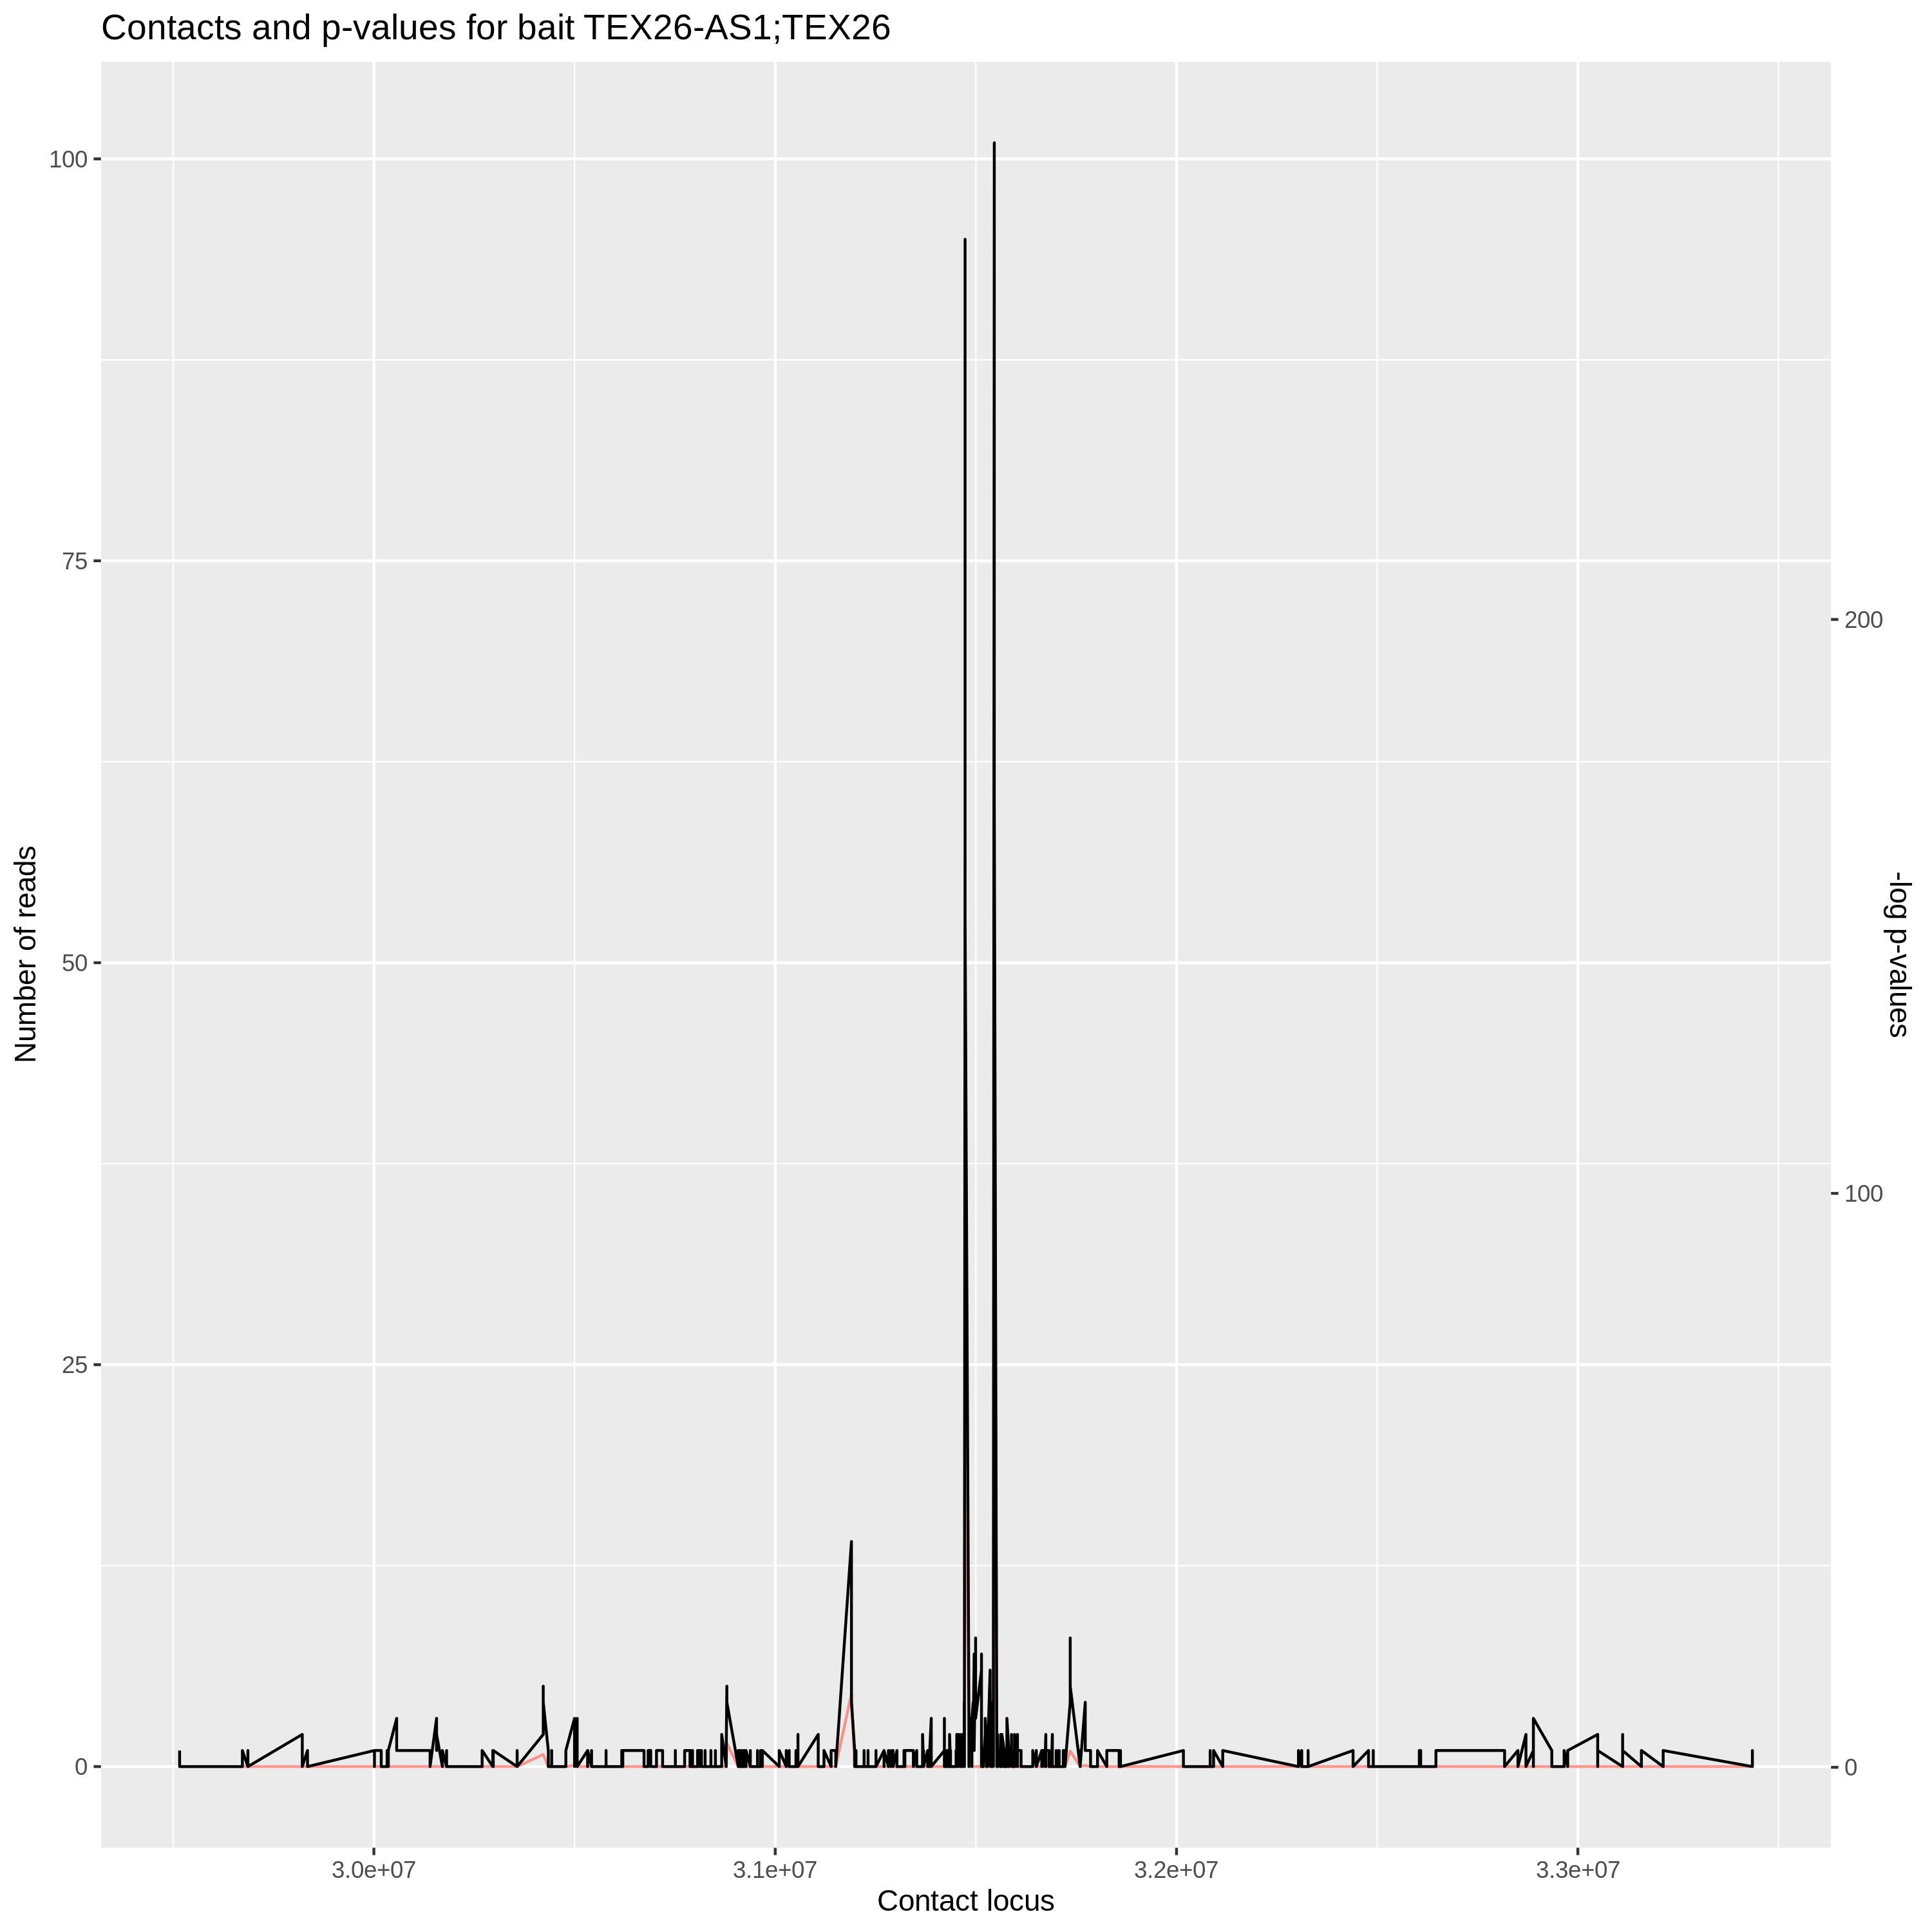 Contacts and p-values for bait TEX26-AS1;TEX26
100
75
50
25
0
Number of reads
200
100
0
-log p-values
3.0e+07
3.1e+07
3.2e+07
3.3e+07
Contact locus